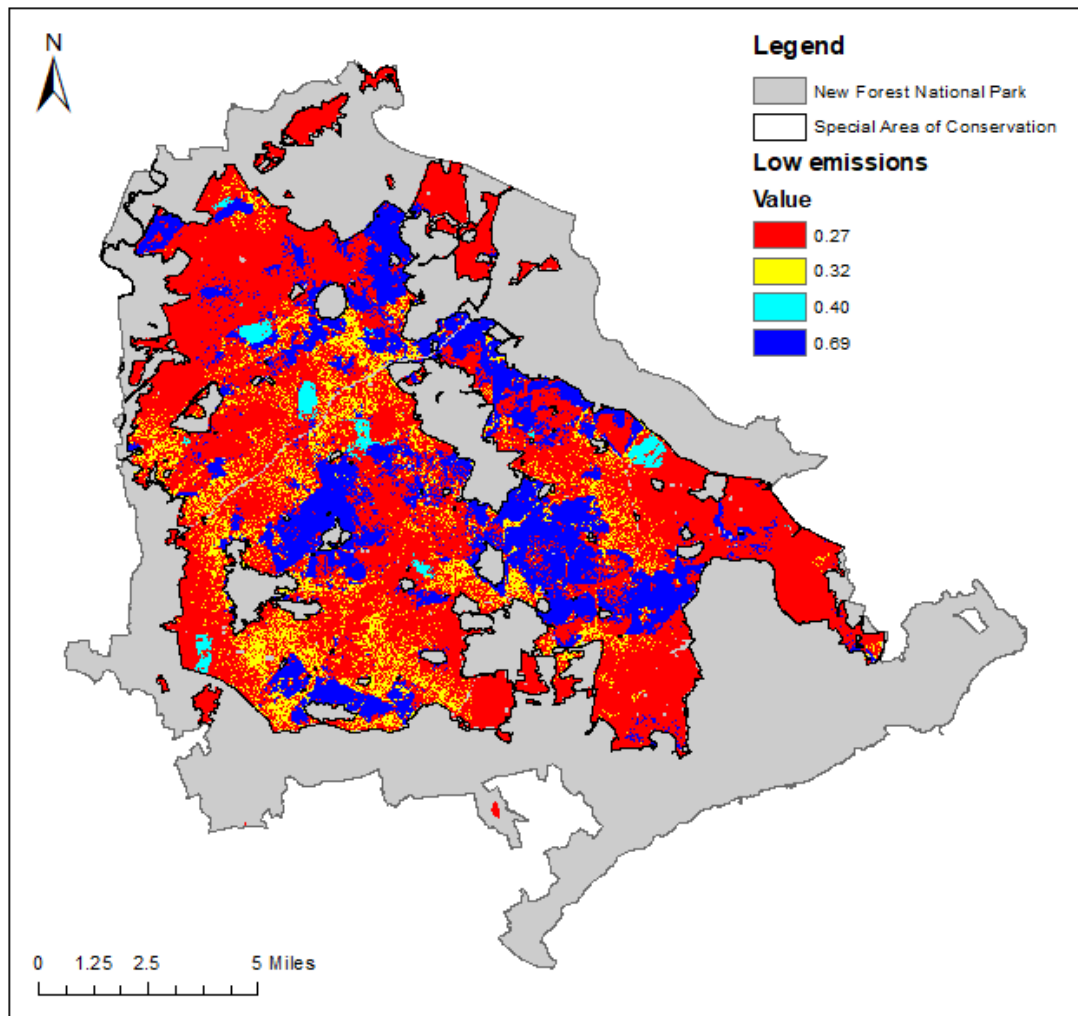 N
Legend
New Forest National Park
Special Area of Conservation
Low emissions
Value
0.27
0.32
0.40
0.69
0 1.25 2.5 5 Miles